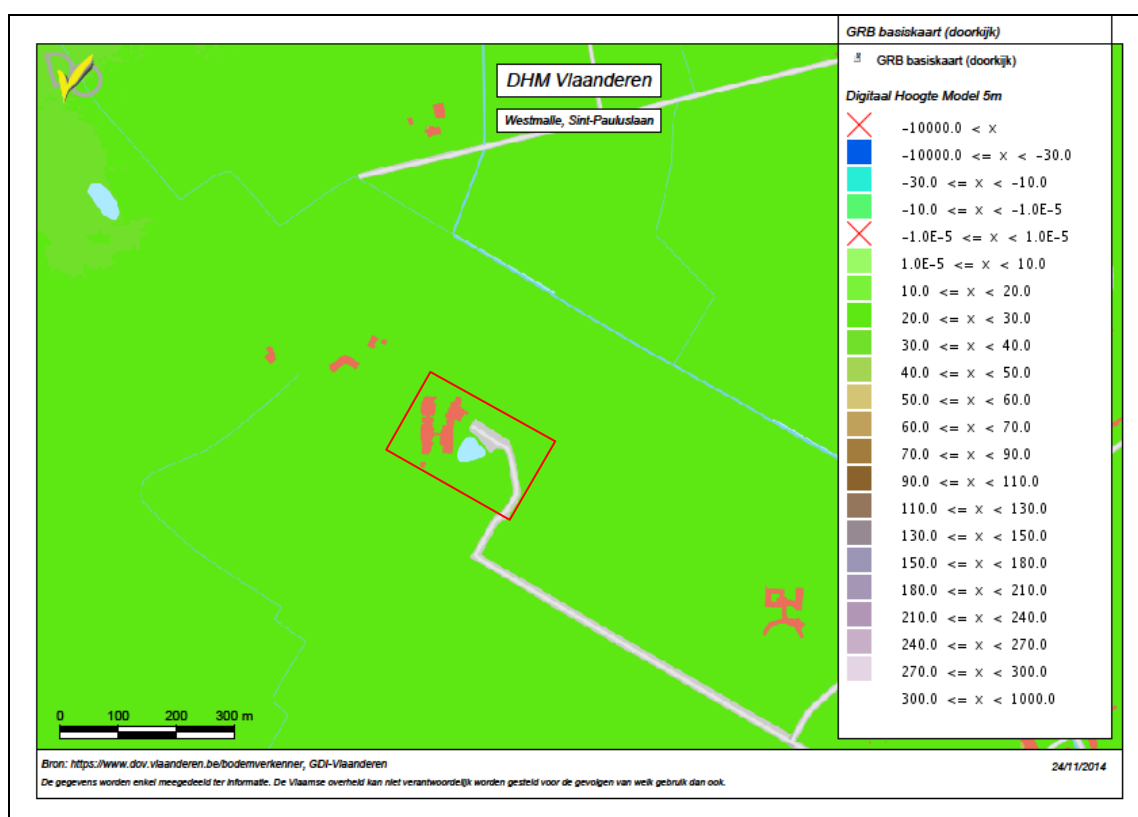 GRB basiskaart (doorkijk)
GRB basiskaart (doorkijk)
DHM Vlaanderen
Westmalle, Sint-Pauluslaan
Digitaal Hoogte Model 5m
-10000.0 < x
-10000.0 <= x < -30.0
-30.0 <= x < -10.0
-10.0 <= x < -1.0E-5
-1.0E-5 <= x < 1.0E-5
1.0E-5 <= x < 10.0
10.0 <= x < 20.0
20.0 <= x < 30.0
30.0 <= x < 40.0
40.0 <= x < 50.0
50.0 <= x < 60.0
60.0 <= x < 70.0
70.0 <= x < 90.0
90.0 <= x < 110.0
110.0 <= x < 130.0
130.0 <= x < 150.0
150.0 <= x < 180.0
180.0 <= x < 210.0
210.0 <= x < 240.0
240.0 <= x < 270.0
270.0 <= x < 300.0
300.0 <= x < 1000.0
0 100 200 300 m
Bron: https://www.dov.vlaanderen.be/bodemverkenner, GDI-Vlaanderen
24/11/2014
De gegevens worden enkel meegedeeld ter informatie. De Vlaamse overheid kan niet verantwoordelijk worden gesteld voor de gevolgen van welk gebruik dan ook.